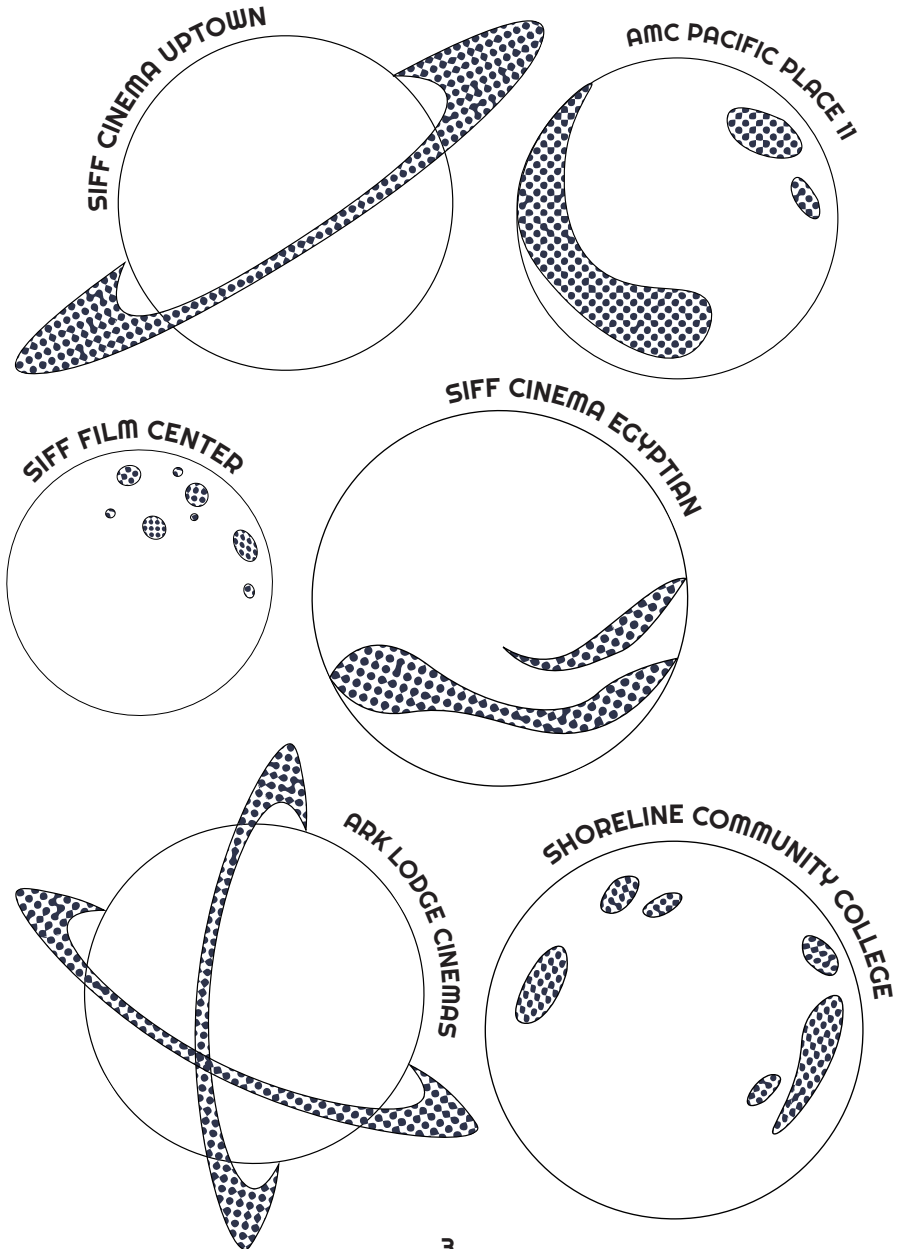 SIFF CINEMA UPTOWN
AMC PACIFIC PLACE 11
SIFF FILM CENTER
SIFF CINEMA EGYPTIAN
ARK LODGE CINEMAS
SHORELINE COMMUNITY COLLEGE
3